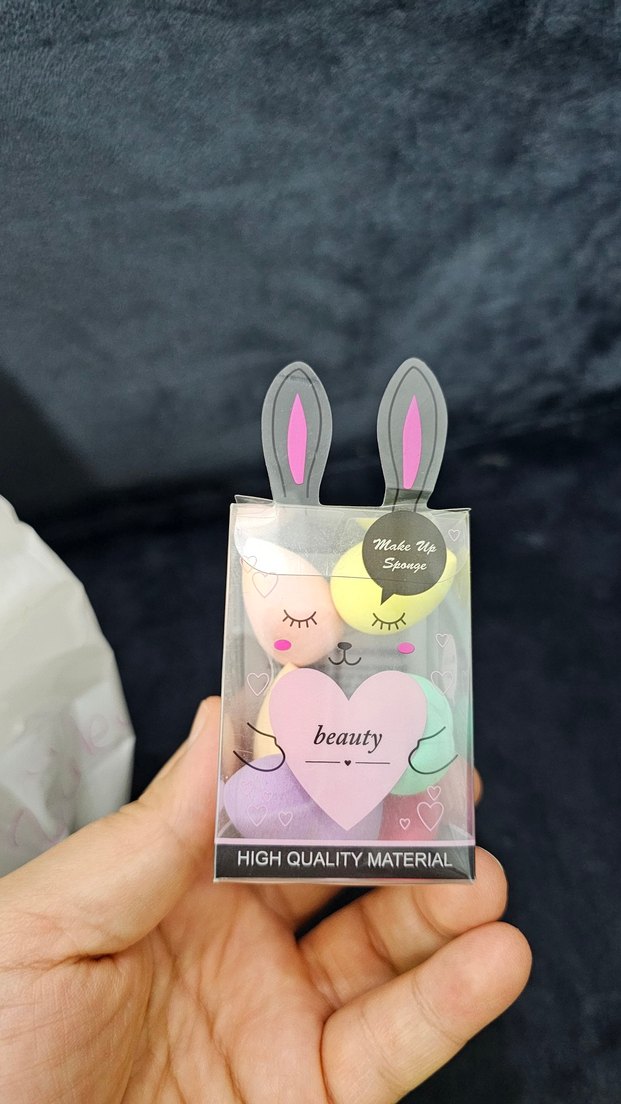 Make Up
Sponge
beauty
HIGH QUALITY MATERIAL